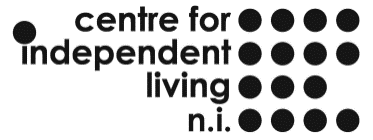 centre for
independent
living
n.i.